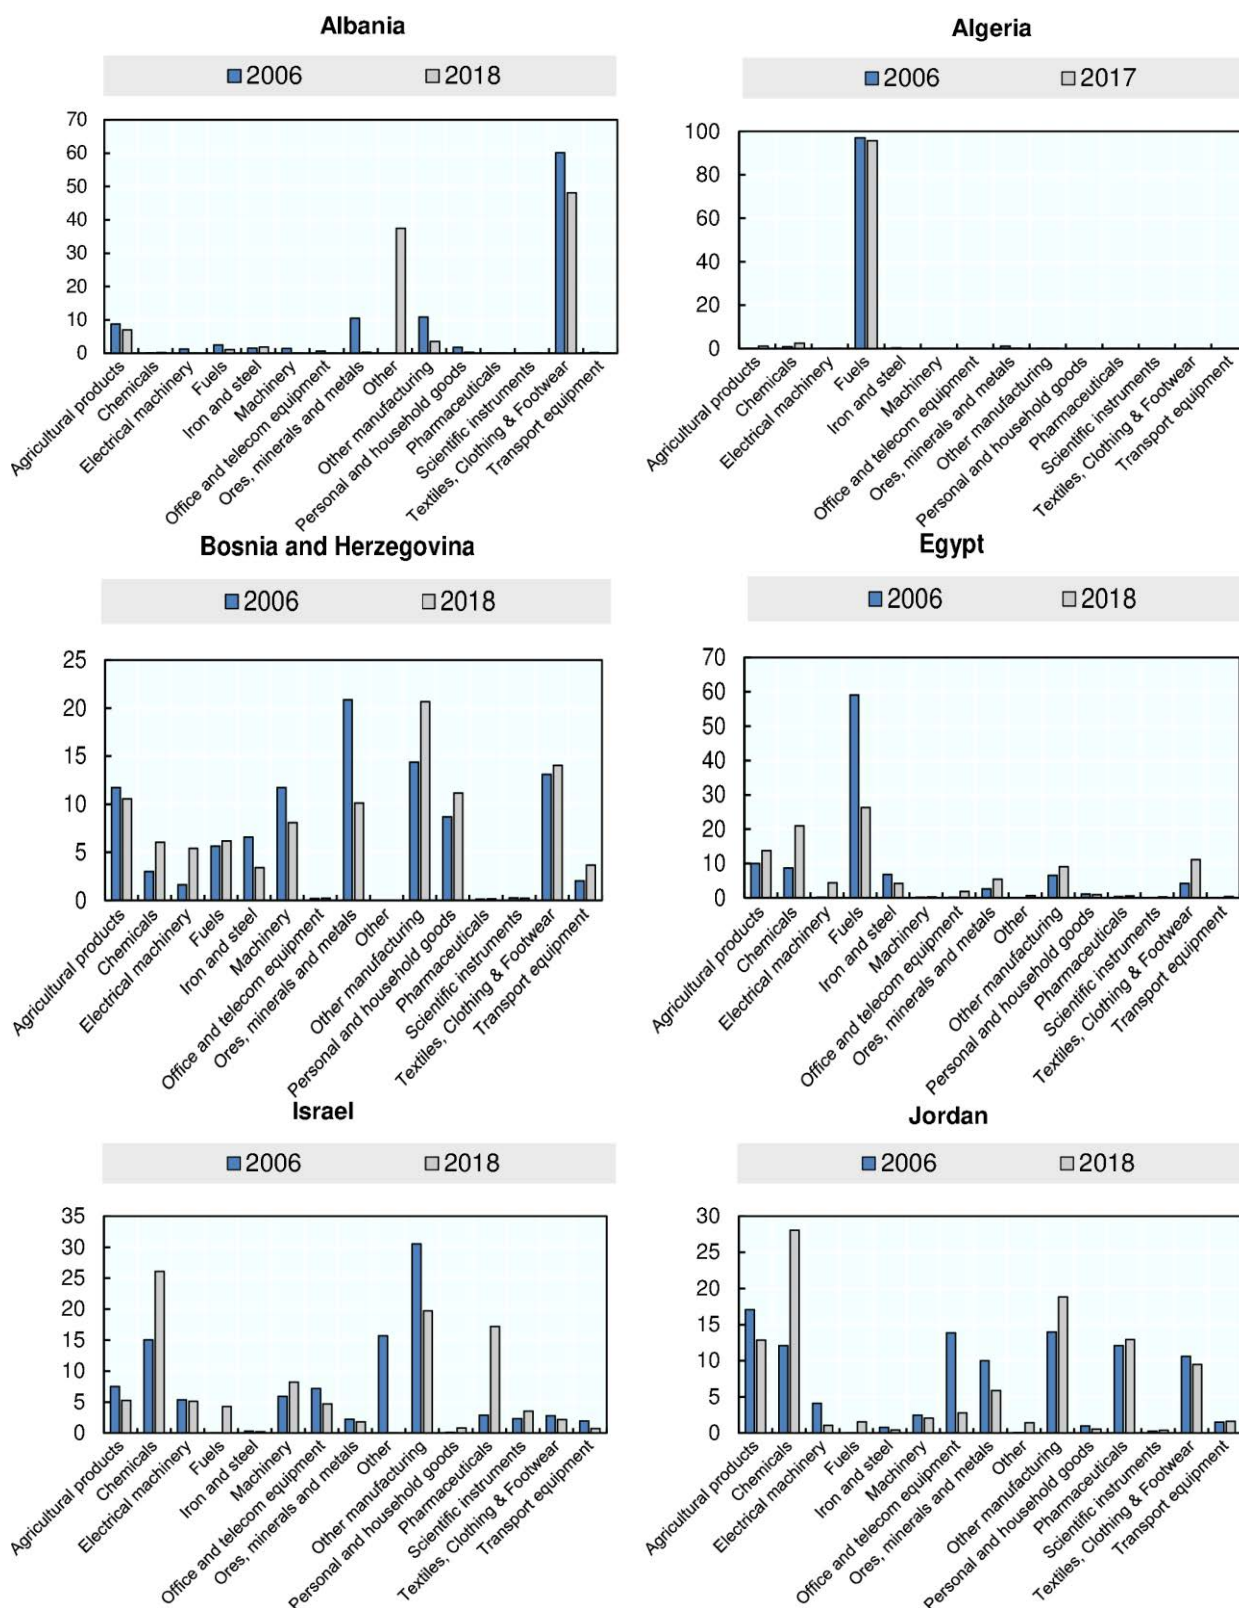 Albania
2006 2018
70
60
50
40
30
20
10
0
Agricultural products
Chemicals
Electrical machinery
Fuels
Iron and steel
Machinery
Office and telecom equipment
Ores, minerals and metals
Other
Other manufacturing
Personal and household goods
Pharmaceuticals
Scientific instruments
Textiles, Clothing & Footwear
Transport equipment
Algeria
2006 2017
100
80
60
40
20
0
Agricultural products
Chemicals
Electrical machinery
Fuels
Iron and steel
Machinery
Office and telecom equipment
Ores, minerals and metals
Other manufacturing
Personal and household goods
Pharmaceuticals
Scientific instruments
Textiles, Clothing & Footwear
Transport equipment
Bosnia and Herzegovina
2006 2018
25
20
15
10
5
0
Agricultural products
Chemicals
Electrical machinery
Fuels
Iron and steel
Machinery
Office and telecom equipment
Ores, minerals and metals
Other
Other manufacturing
Personal and household goods
Pharmaceuticals
Scientific instruments
Textiles, Clothing & Footwear
Transport equipment
Egypt
2006 2018
70
60
50
40
30
20
10
0
Agricultural products
Chemicals
Electrical machinery
Fuels
Iron and steel
Machinery
Office and telecom equipment
Ores, minerals and metals
Other
Other manufacturing
Personal and household goods
Pharmaceuticals
Scientific instruments
Textiles, Clothing & Footwear
Transport equipment
Israel
2006 2018
35
30
25
20
15
10
5
0
Agricultural products
Chemicals
Electrical machinery
Fuels
Iron and steel
Machinery
Office and telecom equipment
Ores, minerals and metals
Other
Other manufacturing
Personal and household goods
Pharmaceuticals
Scientific instruments
Textiles, Clothing & Footwear
Transport equipment
Jordan
2006 2018
30
25
20
15
10
5
0
Agricultural products
Chemicals
Electrical machinery
Fuels
Iron and steel
Machinery
Office and telecom equipment
Ores, minerals and metals
Other
Other manufacturing
Personal and household goods
Pharmaceuticals
Scientific instruments
Textiles, Clothing & Footwear
Transport equipment